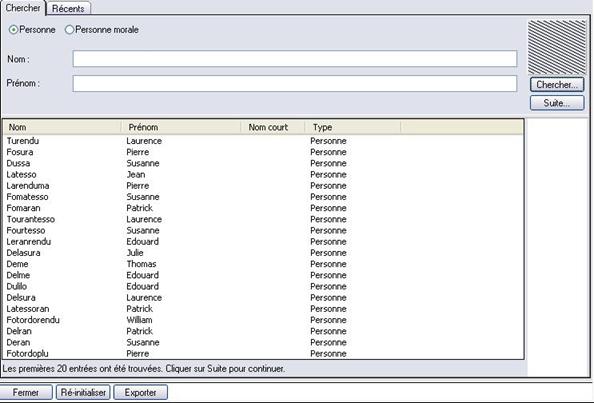 Chercher Récents
Personne Personne morale
Nom :
Prénom :
Chercher...
Suite...
Nom Prénom Nom court Type
Turendu Laurence Personne
Fosura Pierre Personne
Dussa Susanne Personne
Latesso Jean Personne
Larenduma Pierre Personne
Fomatesso Susanne Personne
Fomaran Patrick Personne
Tourantesso Laurence Personne
Fourtesso Susanne Personne
Leranrendu Edouard Personne
Delasura Julie Personne
Deme Thomas Personne
Delme Edouard Personne
Dulilo Edouard Personne
Delsura Laurence Personne
Latessoran Patrick Personne
Fotordorendu William Personne
Delran Patrick Personne
Deran Susanne Personne
Fotordoplu Pierre Personne
Les premières 20 entrées ont été trouvées. Cliquer sur Suite pour continuer.
Fermer Ré-initialiser Exporter